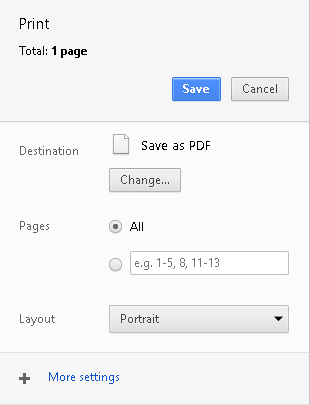 Print
Total: 1 page
Save Cancel
Destination Save as PDF
Change...
Pages All
e.g. 1-5, 8, 11-13
Layout Portrait
More settings